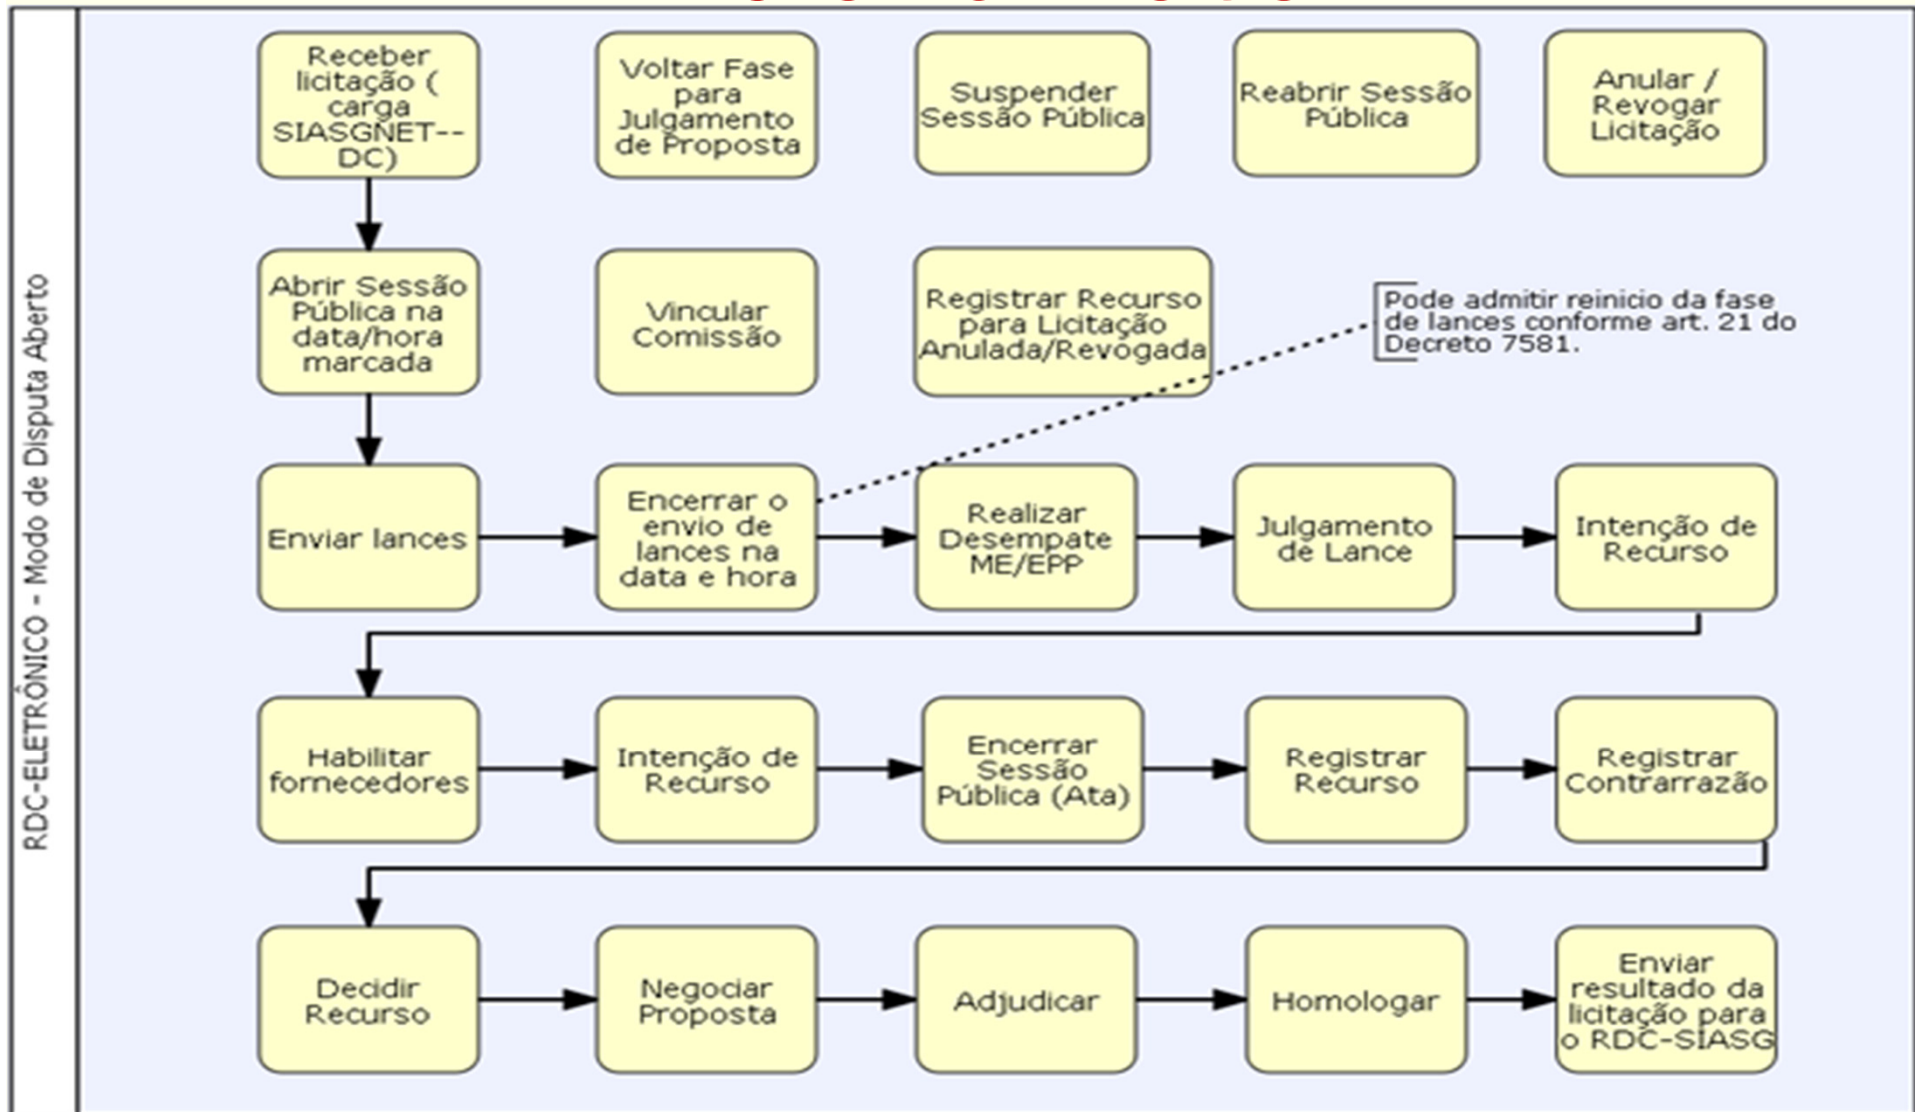 RDC-ELETRÔNICO - Modo de Disputa Aberto
Receber
licitação (
carga
SIASGNET--
DC)
Voltar Fase
para
Julgamento
de Proposta
Suspender
Sessão Pública
Reabrir Sessão
Pública
Anular /
Revogar
Licitação
Abrir Sessão
Pública na
data/hora
marcada
Vincular
Comissão
Registrar Recurso
para Licitação
Anulada/Revogada
Pode admitir reinicio da fase
de lances conforme art. 21 do
Decreto 7581.
Enviar lances
Encerrar o
envio de
lances na
data e hora
Realizar
Desempate
ME/EPP
Julgamento
de Lance
Intenção de
Recurso
Habilitar
fornecedores
Intenção de
Recurso
Encerrar
Sessão
Pública (Ata)
Registrar
Recurso
Registrar
Contrarrazão
Decidir
Recurso
Negociar
Proposta
Adjudicar
Homologar
Enviar
resultado da
licitação para
o RDC-SIASG